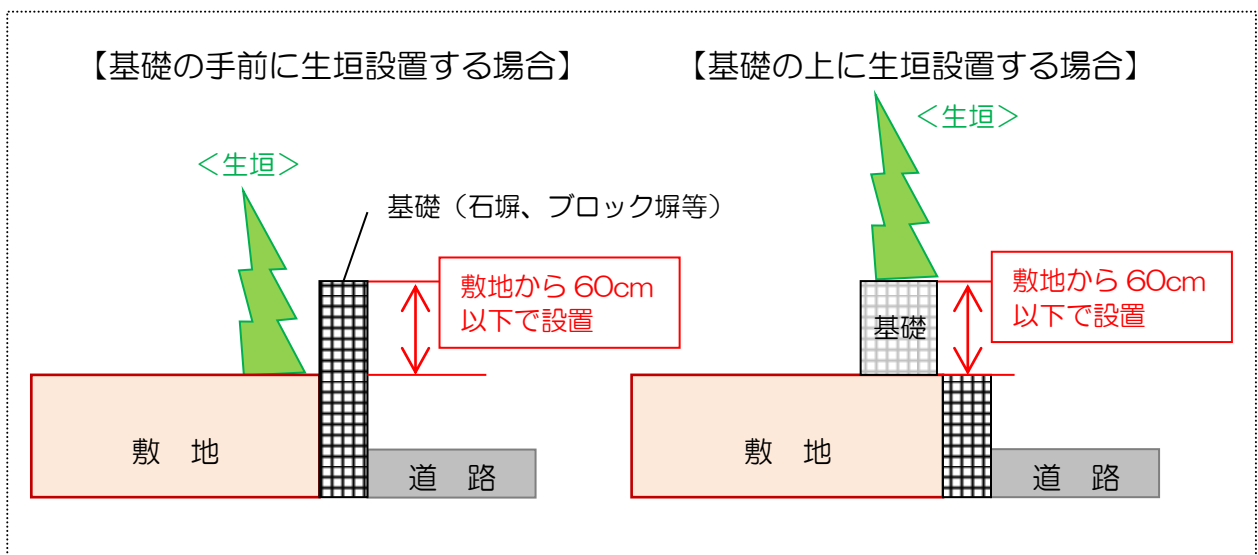 【基礎の手前に生垣設置する場合】
<生垣>
基礎（石塀、ブロック塀等）
敷地から 60cm
以下で設置
敷　地
道　路
【基礎の上に生垣設置する場合】
<生垣>
基礎
敷地から 60cm
以下で設置
敷　地
道　路